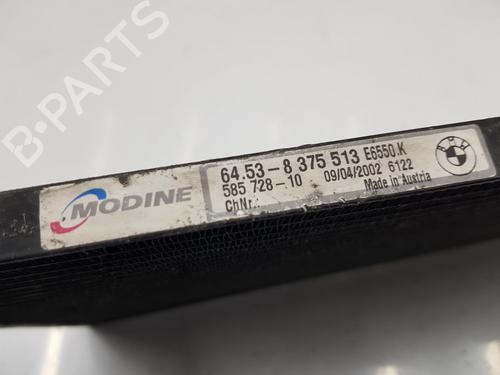 B-PARTS
MODINE
64.53-8 375 513 E6550.K
585 728-10 09/04/2002 6122
ChNr.: Made in Austria
BMW